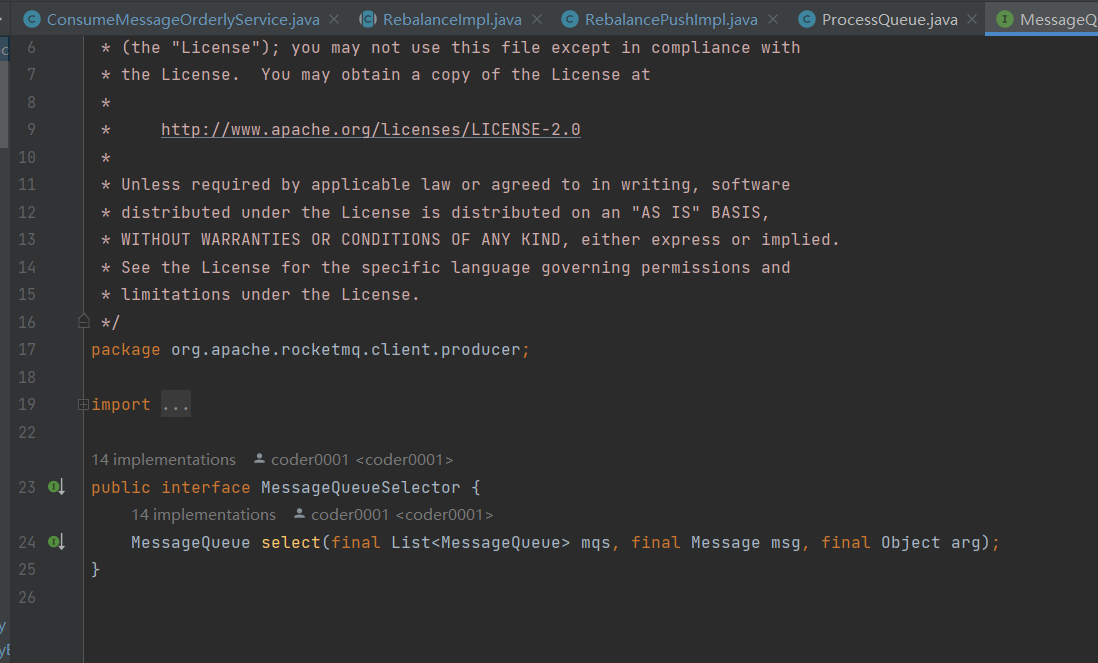 ConsumeMessageOrderlyService.java RebalanceImpl.java RebalancePushImpl.java ProcessQueue.java MessageQ
6 * (the "License"); you may not use this file except in compliance with
7 * the License.  You may obtain a copy of the License at
8 *
9 *     http://www.apache.org/licenses/LICENSE-2.0
10 *
11 * Unless required by applicable law or agreed to in writing, software
12 * distributed under the License is distributed on an "AS IS" BASIS,
13 * WITHOUT WARRANTIES OR CONDITIONS OF ANY KIND, either express or implied.
14 * See the License for the specific language governing permissions and
15 * limitations under the License.
16 */
17 package org.apache.rocketmq.client.producer;
18
19 import ...
22
14 implementations coder0001 <coder0001>
23 public interface MessageQueueSelector {
14 implementations coder0001 <coder0001>
24 MessageQueue select(final List<MessageQueue> mqs, final Message msg, final Object arg);
25 }
26